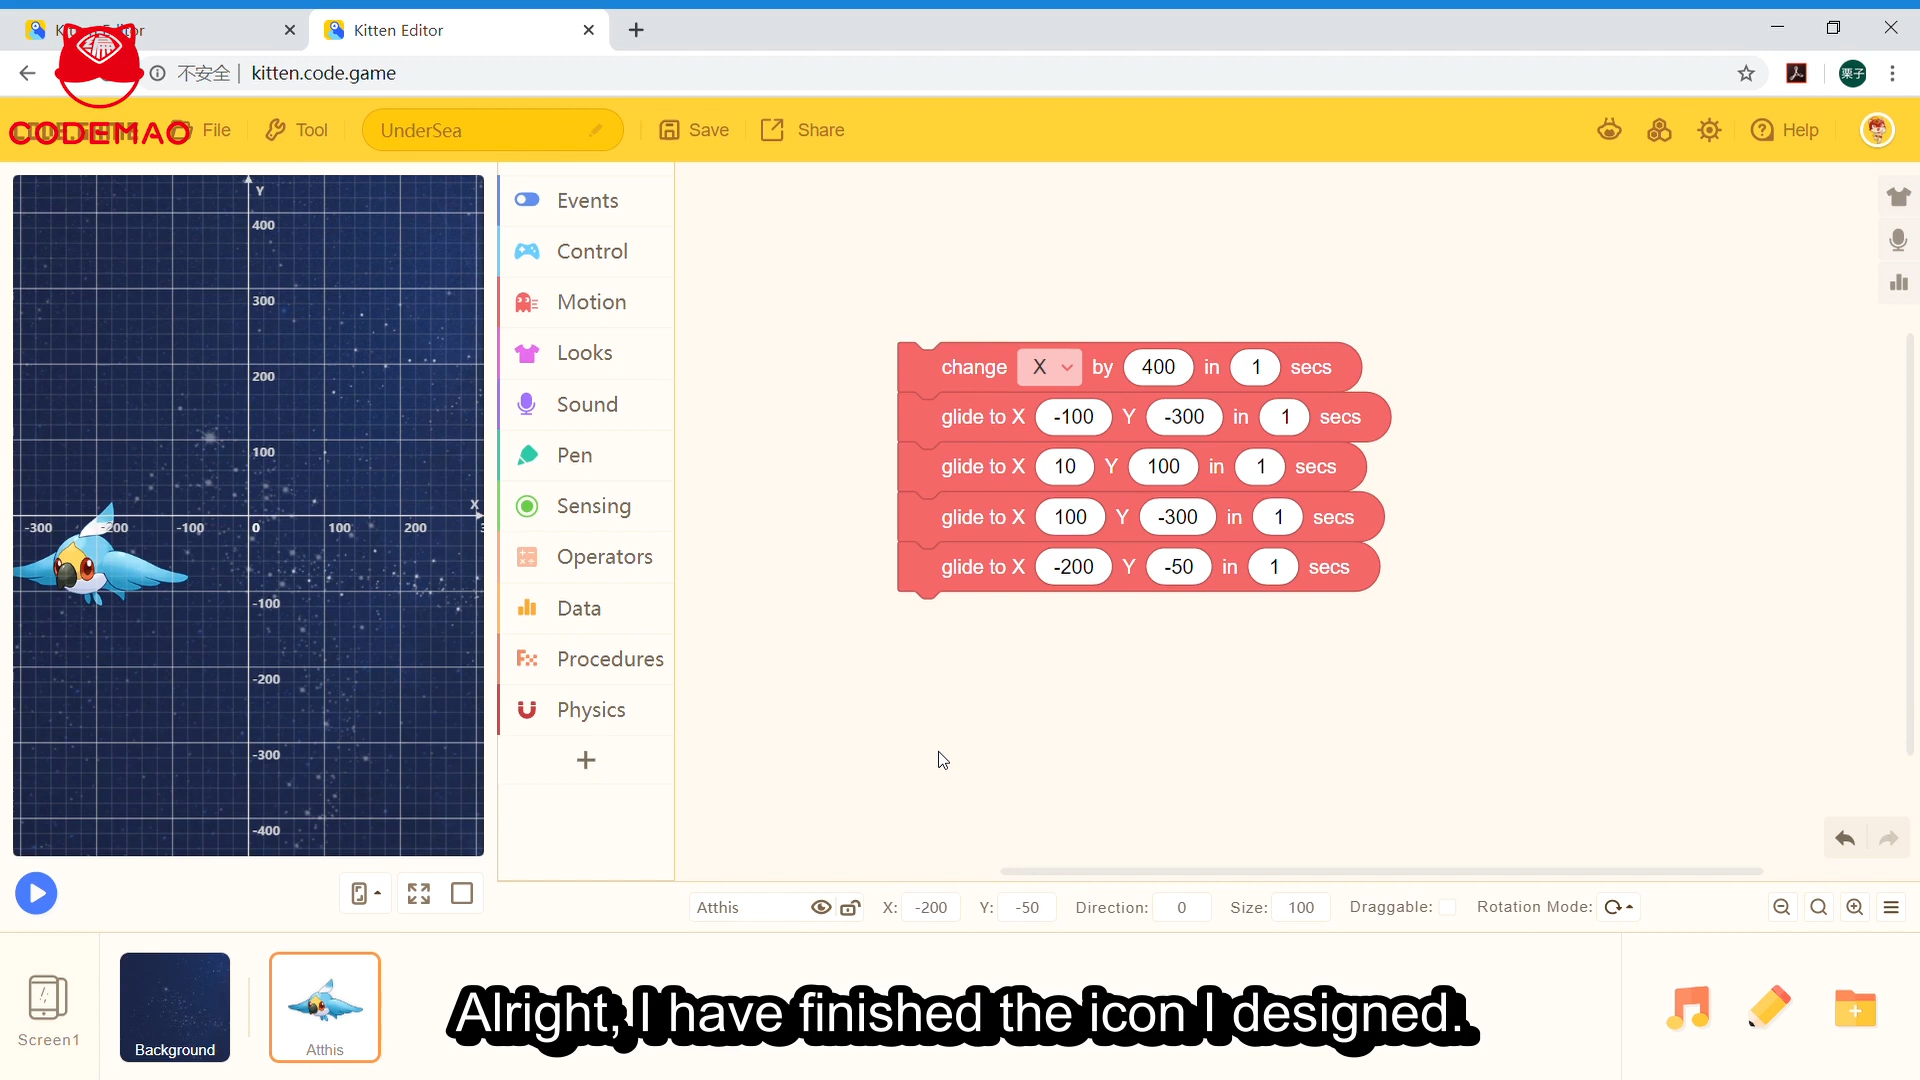 Kitten Editor
不安全 | kitten.code.game
编
CODEMAO
File
Tool
UnderSea
Save
Share
Help
Y
400
300
200
100
X
-300
-200
-100
0
100
200
-100
-200
-300
-400
Events
Control
Motion
Looks
Sound
Pen
Sensing
Operators
Data
Procedures
Physics
change X by 400 in 1 secs
glide to X -100 Y -300 in 1 secs
glide to X 10 Y 100 in 1 secs
glide to X 100 Y -300 in 1 secs
glide to X -200 Y -50 in 1 secs
栗子
Atthis
X: -200
Y: -50
Direction: 0
Size: 100
Draggable:
Rotation Mode:
Screen1
Background
Atthis
Alright, I have finished the icon I designed.